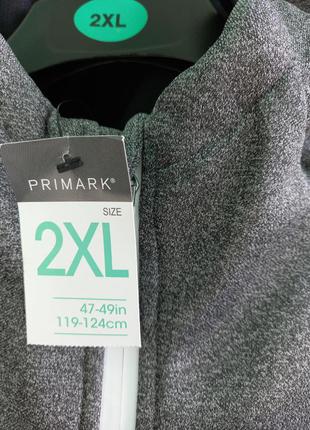 2XL
PRIMARK®
SIZE
2XL
47-49in
119-124cm